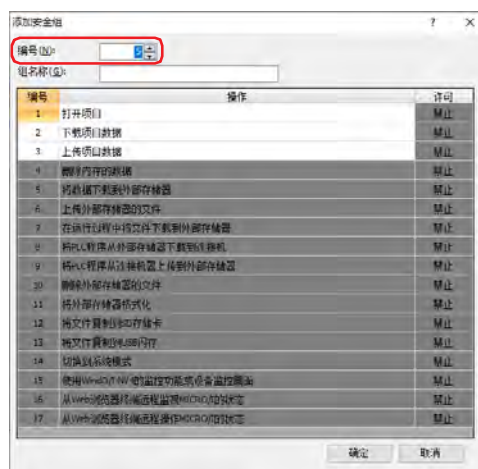 添加安全组 ? ×
编号(N): 5
组名称(G):
编号 操作 许可
1 打开项目 禁止
2 下载项目数据 禁止
3 上传项目数据 禁止
4 删除内存的数据 禁止
5 将数据下载到外部存储器 禁止
6 上传外部存储器的文件 禁止
7 在运行过程中将文件下载到外部存储器 禁止
8 将PLC程序从外部存储器下载到连接机 禁止
9 将PLC程序从连接机器上传到外部存储器 禁止
10 删除外部存储器的文件 禁止
11 将外部存储器格式化 禁止
12 将文件复制到SD存储卡 禁止
13 将文件复制到USB闪存 禁止
14 切换到系统模式 禁止
15 使用WindO/I-NV4的监控功能或设备监控画面 禁止
16 从Web浏览器终端远程监视MICRO/I的状态 禁止
17 从Web浏览器终端远程操作MICRO/I的状态 禁止
确定 取消